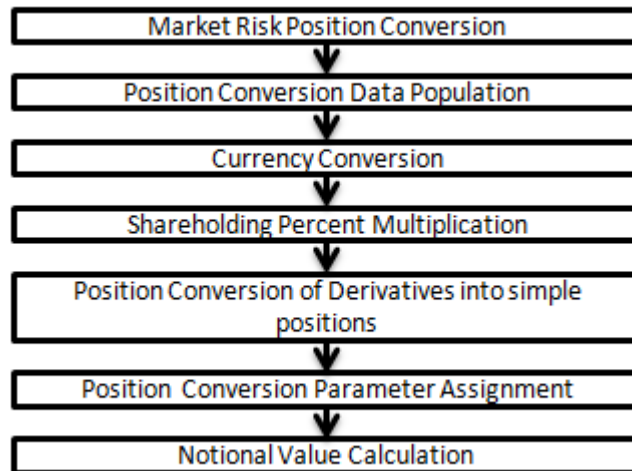 Market Risk Position Conversion
Position Conversion Data Population
Currency Conversion
Shareholding Percent Multiplication
Position Conversion of Derivatives into simple
positions
Position Conversion Parameter Assignment
Notional Value Calculation